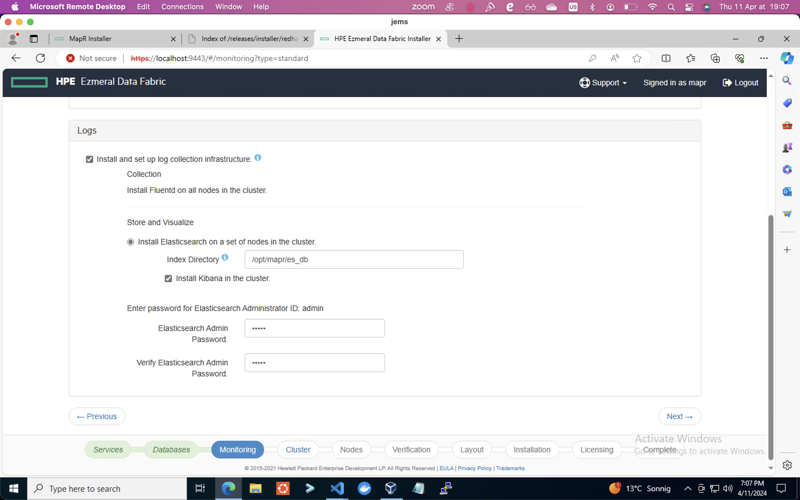 Microsoft Remote Desktop Edit Connections Window Help zoom US Thu 11 Apr at 19:07
jems
MapR Installer Index of /releases/installer/redha HPE Ezmeral Data Fabric Installer
Not secure https://localhost:9443/#/monitoring?type=standard
HPE Ezmeral Data Fabric Support Signed in as mapr Logout
Logs
Install and set up log collection infrastructure.
Collection
Install Fluentd on all nodes in the cluster.
Store and Visualize
Install Elasticsearch on a set of nodes in the cluster.
Index Directory /opt/mapr/es_db
Install Kibana in the cluster.
Enter password for Elasticsearch Administrator ID: admin
Elasticsearch Admin
Password.
Verify Elasticsearch Admin
Password.
← Previous Next →
Services Databases Monitoring Cluster Nodes Verification Layout Installation Licensing Complete
Activate Windows
Go to Settings to activate Windows.
© 2015-2021 Hewlett Packard Enterprise Development LP. All Rights Reserved | EULA | Privacy Policy | Trademarks
Type here to search 13°C Sonnig 7:07 PM
4/11/2024